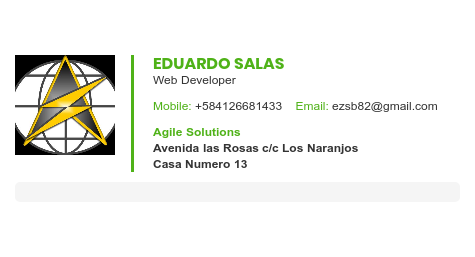 EDUARDO SALAS
Web Developer
Mobile: +584126681433 Email: ezsb82@gmail.com
Agile Solutions
Avenida las Rosas c/c Los Naranjos
Casa Numero 13